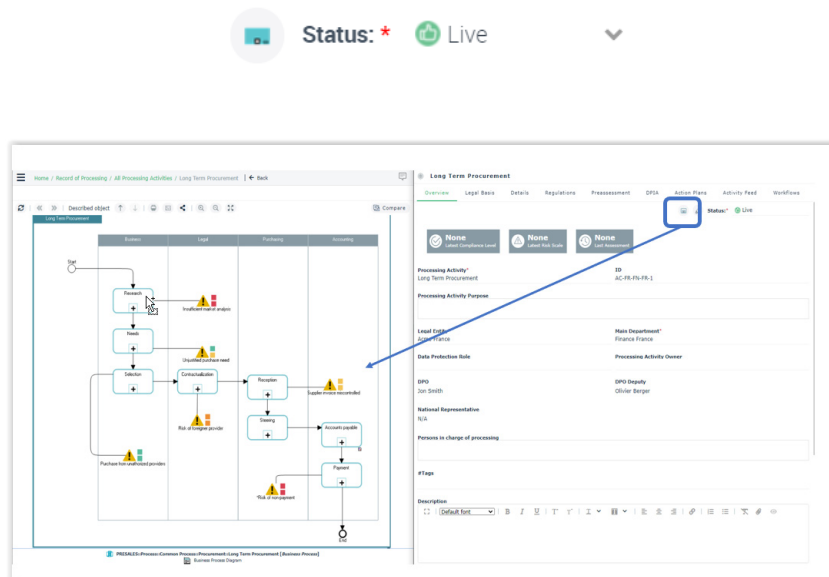 Status: * Live
Home / Record of Processing / All Processing Activities / Long Term Procurement | ← Back
Described object
Compare
Long Term Procurement
Business Legal Purchasing Accounting
Start
Research
Insufficient market analysis
Needs
Unjustified purchase need
Selection
Contractualization
Reception
Supplier invoice miscontrolled
Risk of foreigner provider
Steering
Accounts payable
Purchase from unathoized providers
Payment
*Risk of non-payment
End
PRESALES::Process::Common Process::Procurement::Long Term Procurement [Business Process]
Business Process Diagram
Long Term Procurement
Overview Legal Basis Details Regulations Preassessment DPIA Action Plans Activity Feed Workflows
Status:* Live
None
Latest Compliance Level
None
Latest Risk Scale
None
Last Assessment
Processing Activity* ID
Long Term Procurement AC-FR-FN-FR-1
Processing Activity Purpose
Legal Entity Main Department*
Acme France Finance France
Data Protection Role Processing Activity Owner
DPO DPO Deputy
Jon Smith Olivier Berger
National Representative
N/A
Persons in charge of processing
#Tags
Description
Default font B I U